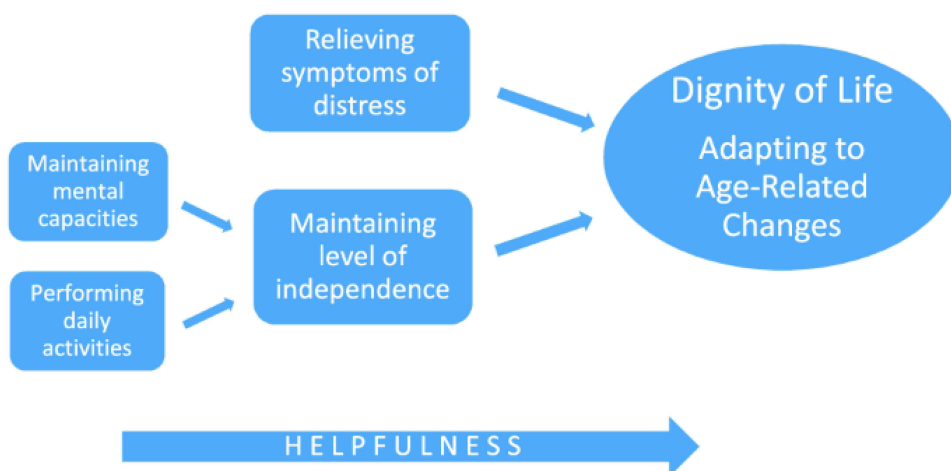 Relieving
symptoms of
distress
Dignity of Life
Adapting to
Age-Related
Changes
Maintaining
mental
capacities
Maintaining
level of
independence
Performing
daily
activities
HELPFULNESS